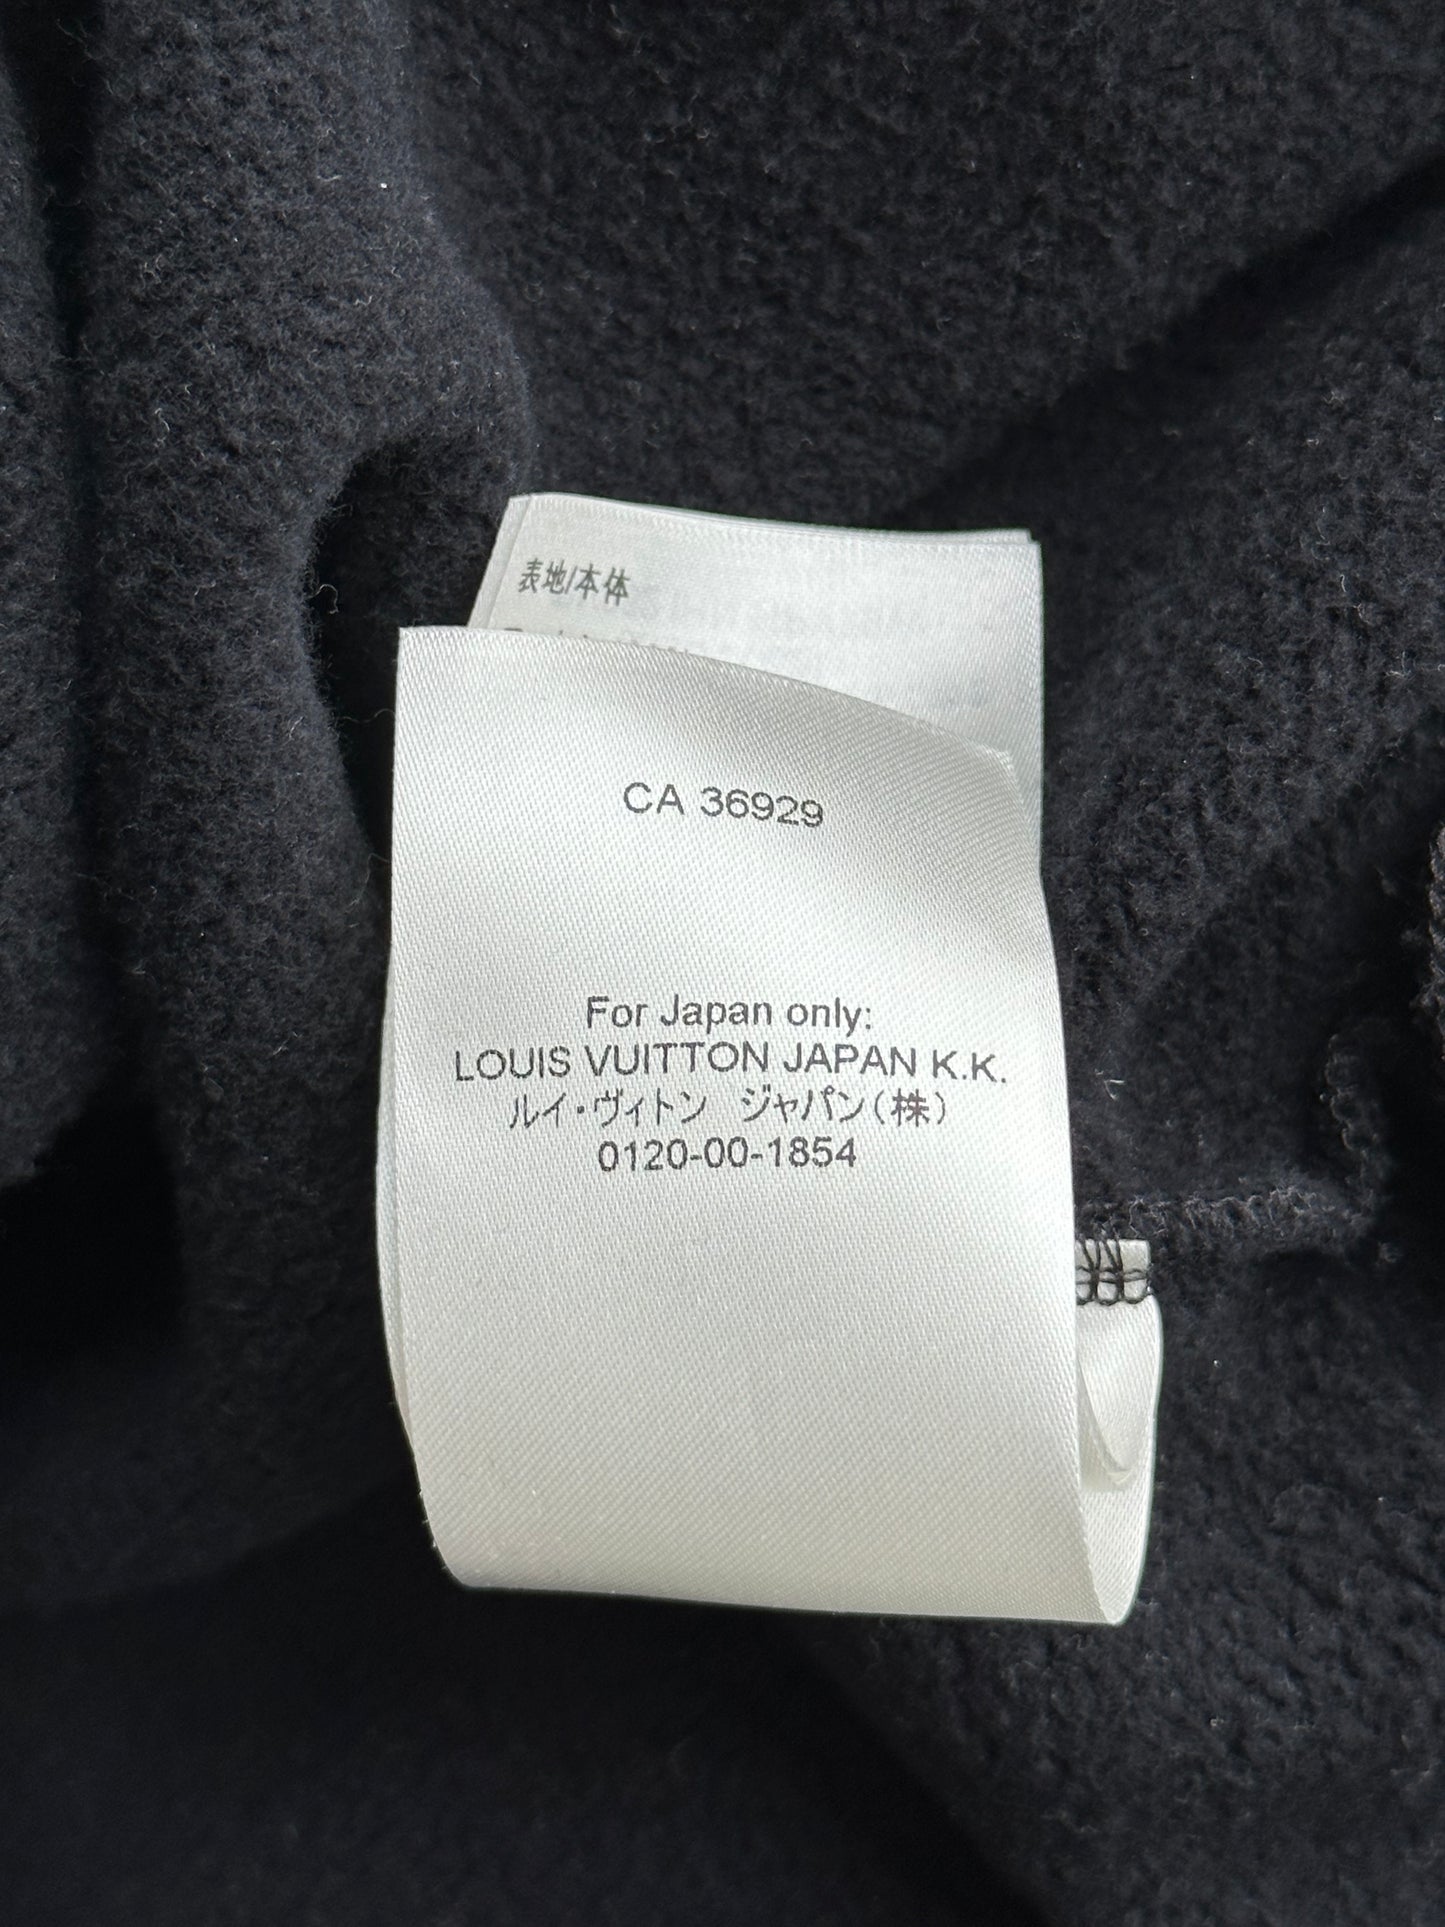 表地/本体
CA 36929
For Japan only:
LOUIS VUITTON JAPAN K.K.
ルイ・ヴィトン ジャパン(株)
0120-00-1854